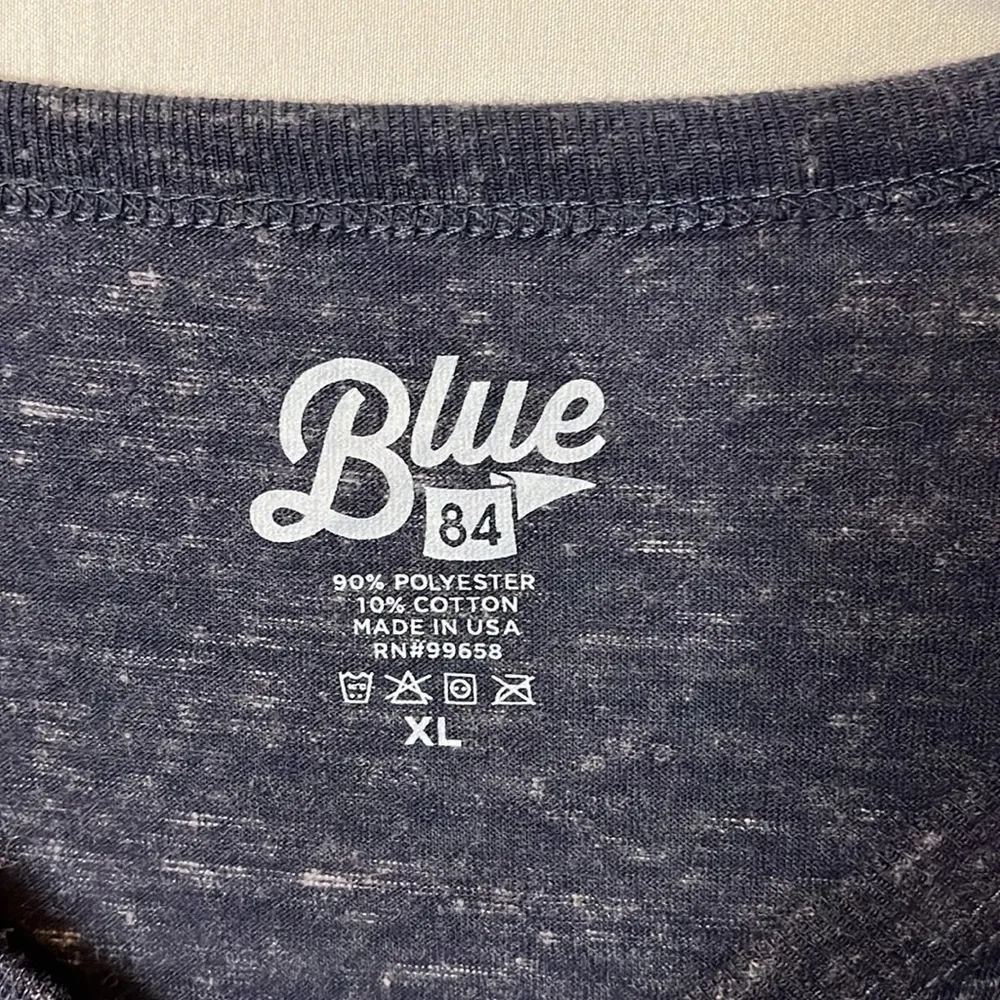 Blue
84
90% POLYESTER
10% COTTON
MADE IN USA
RN#99658
XL